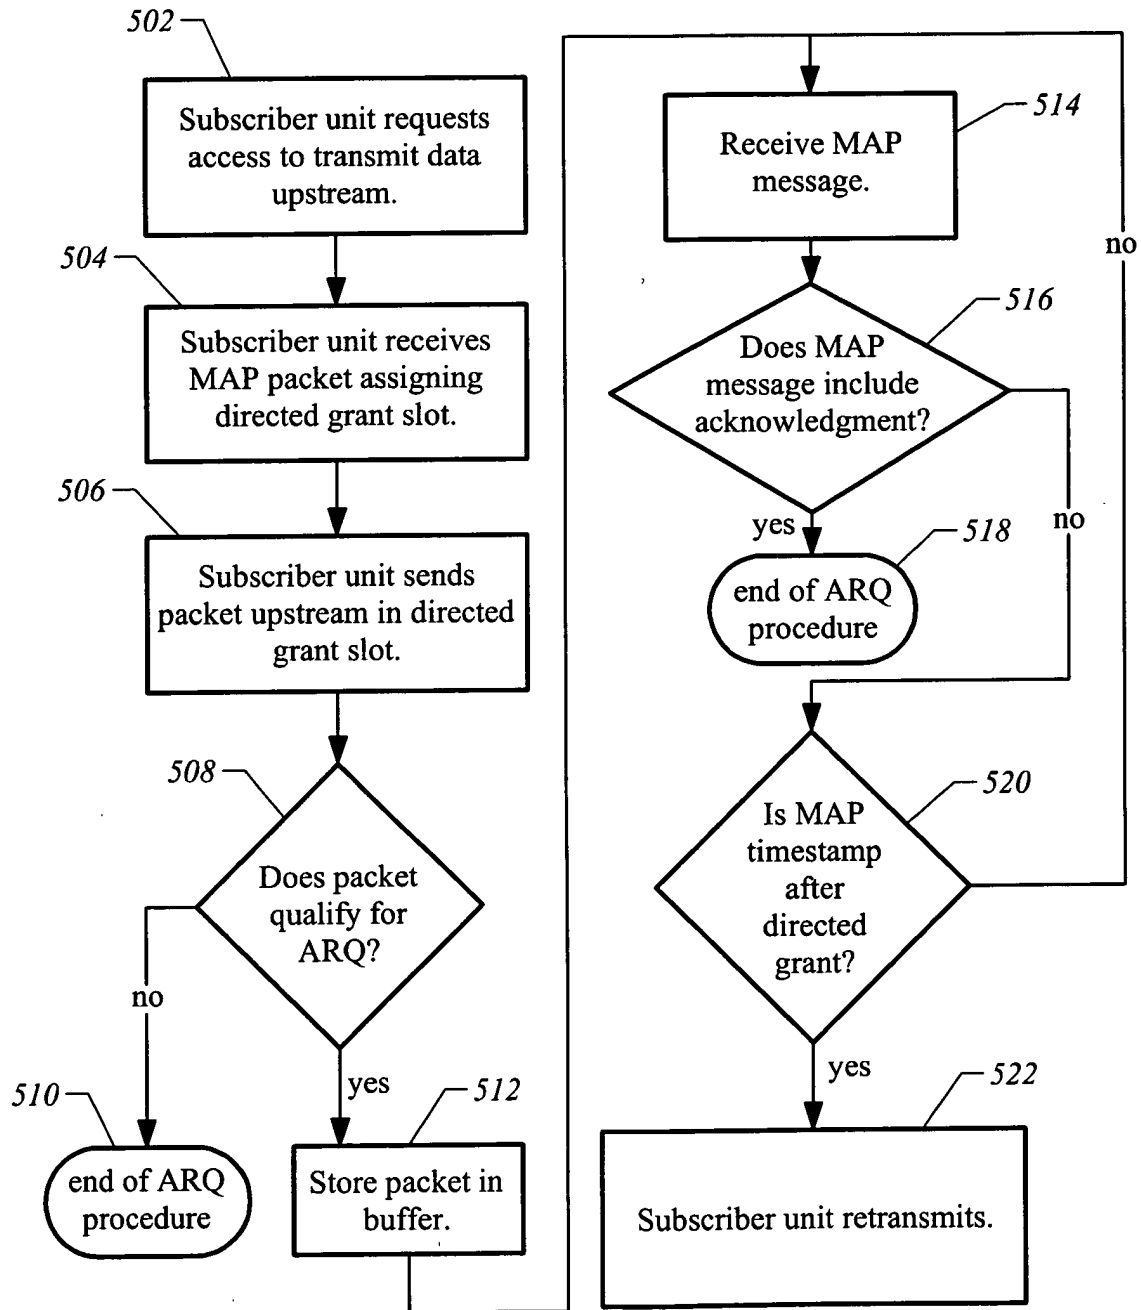 502
Subscriber unit requests
access to transmit data
upstream.
504
Subscriber unit receives
MAP packet assigning
directed grant slot.
506
Subscriber unit sends
packet upstream in directed
grant slot.
508
Does packet
qualify for
ARQ?
no
yes
510
end of ARQ
procedure
512
Store packet in
buffer.
514
Receive MAP
message.
no
516
Does MAP
message include
acknowledgment?
yes
no
518
end of ARQ
procedure
520
Is MAP
timestamp
after
directed
grant?
yes
522
Subscriber unit retransmits.